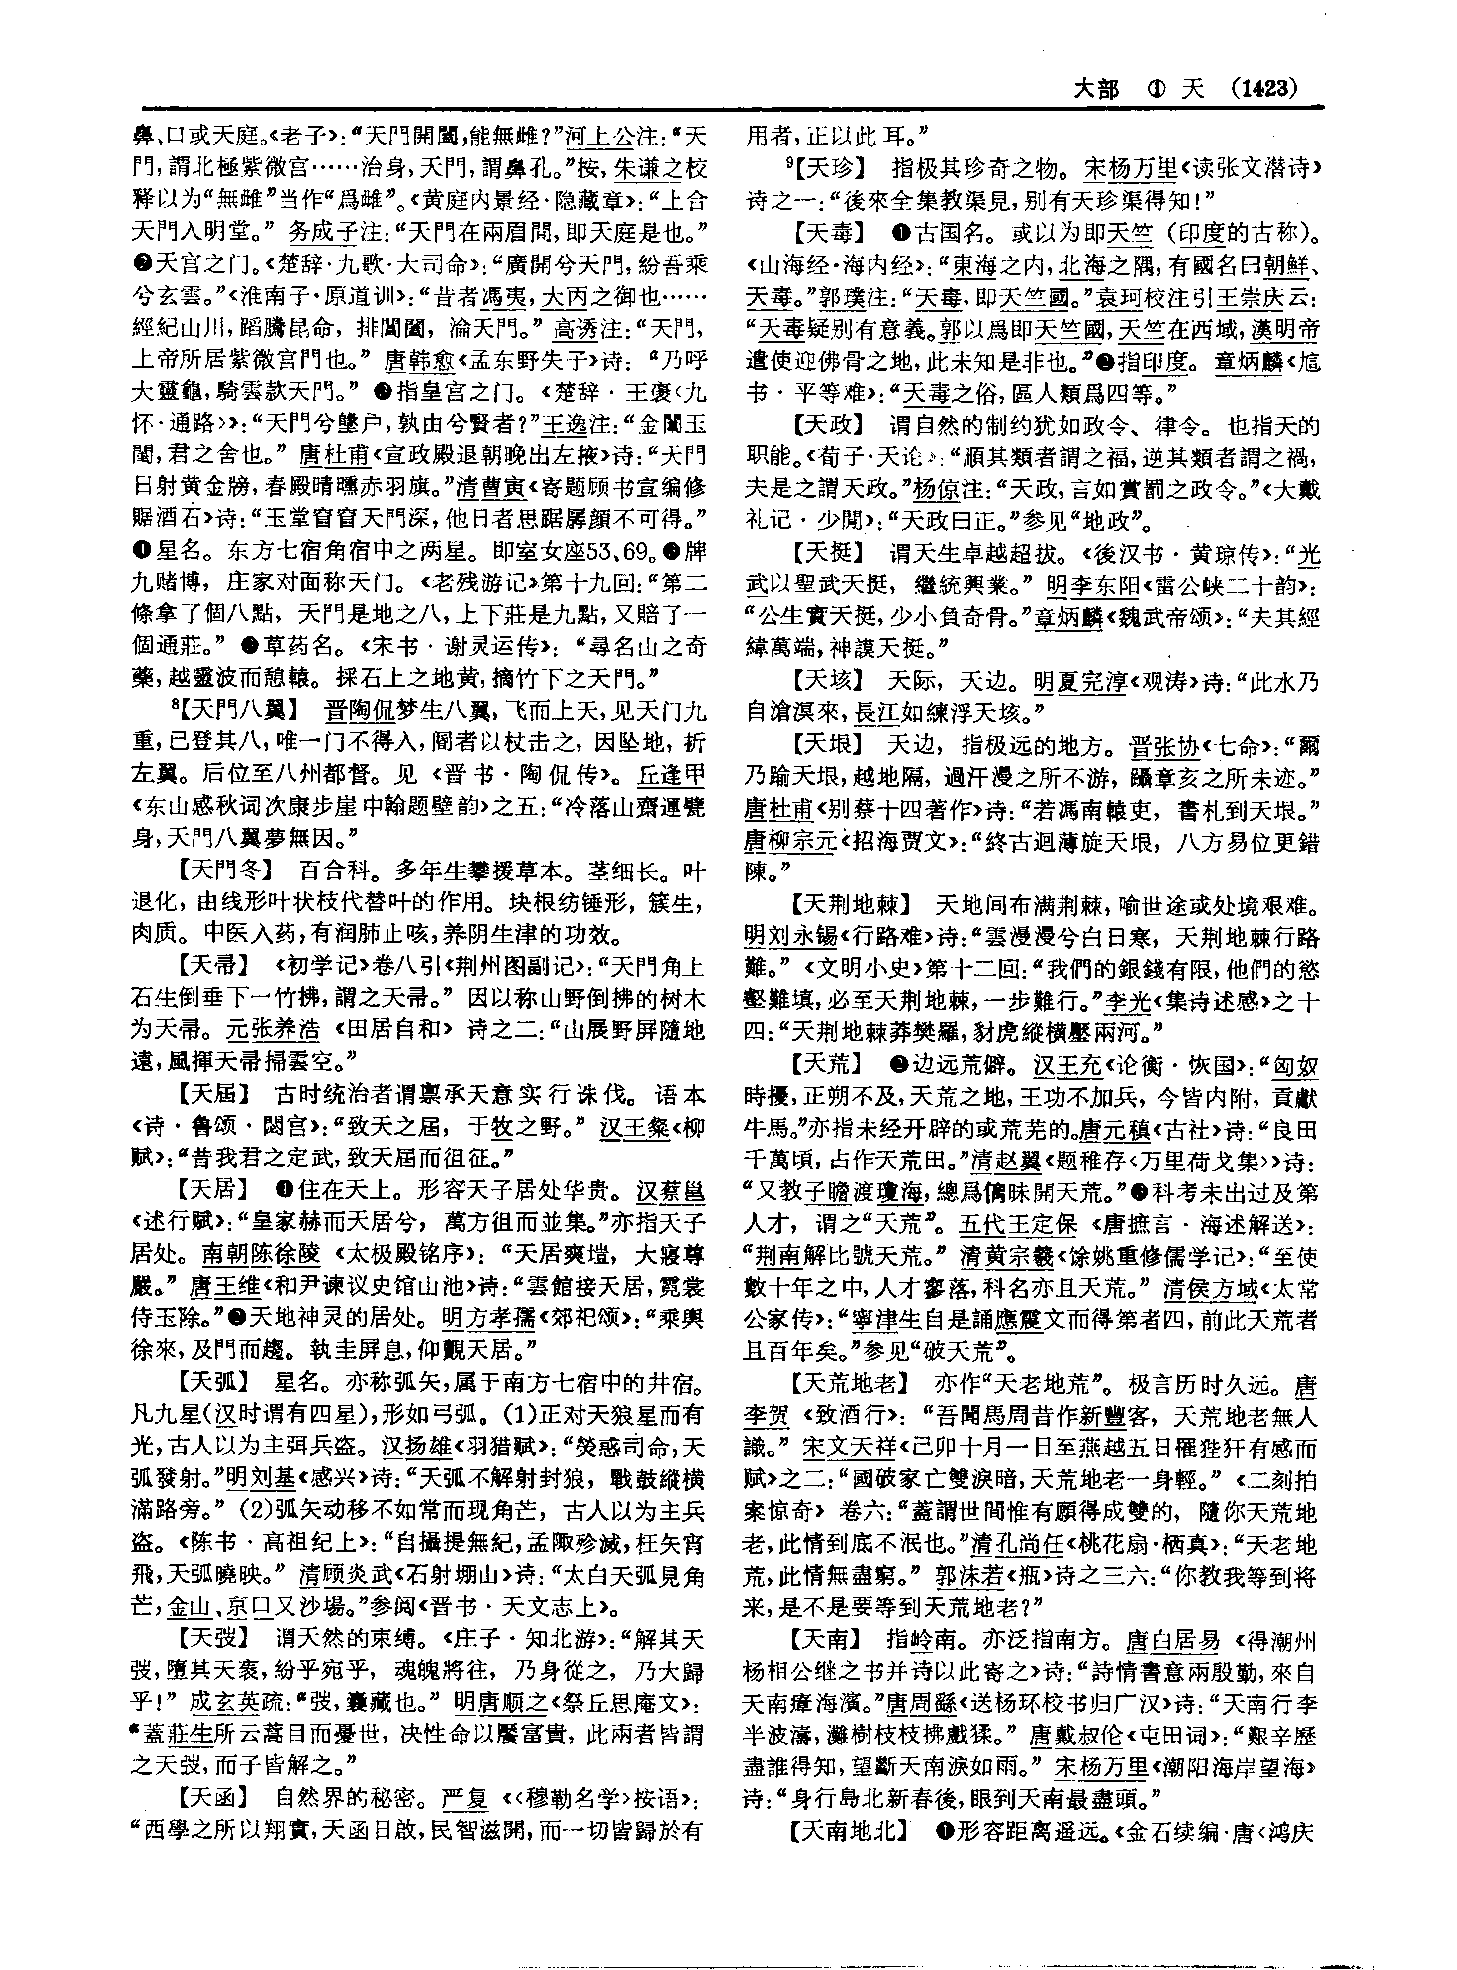 大部 ① 天 (1423)
鼻、口或天庭。《老子》：“天門開闔，能無雌？”河上公注：“天
門，謂北極紫微宫……治身，天門，謂鼻孔。”按，朱谦之校
释以为“無雌”当作“爲雌”。《黄庭内景经·隐藏章》：“上合
天門入明堂。” 务成子注：“天門在兩眉間，即天庭是也。”
❷天宫之门。《楚辞·九歌·大司命》：“廣開兮天門，紛吾乘
兮玄雲。”《淮南子·原道训》：“昔者馮夷，大丙之御也……
經紀山川，蹈騰昆侖，排閶闔，淪天門。” 高诱注：“天門，
上帝所居紫微宫門也。” 唐韩愈《孟东野失子》诗：“乃呼
大靈龜，騎雲款天門。” ❸指皇宫之门。《楚辞·王褒〈九
怀·通路〉》：“天門兮墬户，孰由兮賢者？”王逸注：“金闈玉
闥，君之舍也。” 唐杜甫《宣政殿退朝晚出左掖》诗：“天門
日射黄金牓，春殿晴曛赤羽旗。”清曹寅《寄题顾书宣编修
賜酒石》诗：“玉堂窅窅天門深，他日者思踞孱顔不可得。”
❹星名。东方七宿角宿中之两星。即室女座53、69。❺牌
九赌博，庄家对面称天门。《老残游记》第十九回：“第二
條拿了個八點，天門是地之八，上下莊是九點，又賠了一
個通莊。” ❻草药名。《宋书·谢灵运传》：“尋名山之奇
藥，越靈波而憩轅。採石上之地黄，摘竹下之天門。”
⁸【天門八翼】 晋陶侃梦生八翼，飞而上天，见天门九
重，已登其八，唯一门不得入，阍者以杖击之，因坠地，折
左翼。后位至八州都督。见《晋书·陶侃传》。丘逢甲
《东山感秋词次康步崖中翰题壁韵》之五：“冷落山齋運甓
身，天門八翼夢無因。”
【天門冬】 百合科。多年生攀援草本。茎细长。叶
退化，由线形叶状枝代替叶的作用。块根纺锤形，簇生，
肉质。中医入药，有润肺止咳，养阴生津的功效。
【天帚】 《初学记》卷八引《荆州图副记》：“天門角上
石生倒垂下一竹拂，謂之天帚。” 因以称山野倒拂的树木
为天帚。元张养浩《田居自和》诗之二：“山展野屏隨地
遠，風揮天帚掃雲空。”
【天届】 古时统治者谓禀承天意实行诛伐。语本
《诗·鲁颂·閟宫》：“致天之屆，于牧之野。” 汉王粲《柳
赋》：“昔我君之定武，致天屆而徂征。”
【天居】 ❶住在天上。形容天子居处华贵。汉蔡邕
《述行赋》：“皇家赫而天居兮，萬方徂而並集。”亦指天子
居处。南朝陈徐陵《太极殿铭序》：“天居爽塏，大寢尊
嚴。” 唐王维《和尹谏议史馆山池》诗：“雲館接天居，霓裳
侍玉除。”❷天地神灵的居处。明方孝孺《郊祀颂》：“乘輿
徐來，及門而趨。執圭屏息，仰觀天居。”
【天弧】 星名。亦称弧矢，属于南方七宿中的井宿。
凡九星（汉时谓有四星），形如弓弧。（1）正对天狼星而有
光，古人以为主弭兵盗。汉扬雄《羽猎赋》：“熒惑司命，天
弧發射。”明刘基《感兴》诗：“天弧不解射封狼，戰鼓縱横
滿路旁。” （2）弧矢动移不如常而现角芒，古人以为主兵
盗。《陈书·高祖纪上》：“自攝提無紀，孟陬殄滅，枉矢宵
飛，天弧曉映。” 清顾炎武《石射堋山》诗：“太白天弧見角
芒，金山、京口又沙場。”参阅《晋书·天文志上》。
【天弢】 谓天然的束缚。《庄子·知北游》：“解其天
弢，墮其天袠，紛乎宛乎，魂魄將往，乃身從之，乃大歸
乎！” 成玄英疏：“弢，囊藏也。” 明唐顺之《祭丘思庵文》：
“蓋莊生所云蒿目而憂世，决性命以饜富貴，此兩者皆謂
之天弢，而子皆解之。”
【天函】 自然界的秘密。严复《〈穆勒名学〉按语》：
“西學之所以翔實，天函日啟，民智滋開，而一切皆歸於有
用者，正以此耳。”
⁹【天珍】 指极其珍奇之物。宋杨万里《读张文潜诗》
诗之一：“後來全集教渠見，别有天珍渠得知！”
【天毒】 ❶古国名。或以为即天竺（印度的古称）。
《山海经·海内经》：“東海之内，北海之隅，有國名曰朝鮮、
天毒。”郭璞注：“天毒，即天竺國。”袁珂校注引王崇庆云：
“天毒疑别有意義。郭以爲即天竺國，天竺在西域，漢明帝
遣使迎佛骨之地，此未知是非也。”❷指印度。章炳麟《訄
书·平等难》：“天毒之俗，區人類爲四等。”
【天政】 谓自然的制约犹如政令、律令。也指天的
职能。《荀子·天论》：“順其類者謂之福，逆其類者謂之禍，
夫是之謂天政。”杨倞注：“天政，言如賞罰之政令。”《大戴
礼记·少閒》：“天政曰正。”参见“地政”。
【天挺】 谓天生卓越超拔。《後汉书·黄琼传》：“光
武以聖武天挺，繼統興業。” 明李东阳《雷公峡二十韵》：
“公生實天挺，少小負奇骨。”章炳麟《魏武帝颂》：“夫其經
緯萬端，神謨天挺。”
【天垓】 天际，天边。明夏完淳《观涛》诗：“此水乃
自滄溟來，長江如練浮天垓。”
【天垠】 天边，指极远的地方。晋张协《七命》：“爾
乃踰天垠，越地隔，過汗漫之所不游，躡章亥之所未迹。”
唐杜甫《别蔡十四著作》诗：“若馮南轅吏，書札到天垠。”
唐柳宗元《招海贾文》：“終古迴薄旋天垠，八方易位更錯
陳。”
【天荆地棘】 天地间布满荆棘，喻世途或处境艰难。
明刘永锡《行路难》诗：“雲漫漫兮白日寒，天荆地棘行路
難。” 《文明小史》第十二回：“我們的銀錢有限，他們的慾
壑難填，必至天荆地棘，一步難行。”李光《集诗述感》之十
四：“天荆地棘莽樊羅，豺虎縱横壓兩河。”
【天荒】 ❶边远荒僻。汉王充《论衡·恢国》：“匈奴
時擾，正朔不及，天荒之地，王功不加兵，今皆内附，貢獻
牛馬。”亦指未经开辟的或荒芜的。唐元稹《古社》诗：“良田
千萬頃，占作天荒田。”清赵翼《题稚存〈万里荷戈集〉》诗：
“又教子瞻渡瓊海，總爲儋昧開天荒。”❷科考未出过及第
人才，谓之“天荒”。五代王定保《唐摭言·海述解送》：
“荆南解比號天荒。” 清黄宗羲《馀姚重修儒学记》：“至使
數十年之中，人才寥落，科名亦且天荒。” 清侯方域《太常
公家传》：“寧津生自是誦應震文而得第者四，前此天荒者
且百年矣。”参见“破天荒”。
【天荒地老】 亦作“天老地荒”。极言历时久远。唐
李贺《致酒行》：“吾聞馬周昔作新豐客，天荒地老無人
識。” 宋文天祥《己卯十月一日至燕越五日罹狴犴有感而
赋》之二：“國破家亡雙淚暗，天荒地老一身輕。” 《二刻拍
案惊奇》卷六：“蓋謂世間惟有願得成雙的，隨你天荒地
老，此情到底不泯也。”清孔尚任《桃花扇·栖真》：“天老地
荒，此情無盡窮。” 郭沫若《瓶》诗之三六：“你教我等到将
来，是不是要等到天荒地老？”
【天南】 指岭南。亦泛指南方。唐白居易《得潮州
杨相公继之书并诗以此寄之》诗：“詩情書意兩殷勤，來自
天南瘴海濱。”唐周繇《送杨环校书归广汉》诗：“天南行李
半波濤，灘樹枝枝拂戲猱。” 唐戴叔伦《屯田词》：“艱辛歷
盡誰得知，望斷天南淚如雨。” 宋杨万里《潮阳海岸望海》
诗：“身行島北新春後，眼到天南最盡頭。”
【天南地北】 ❶形容距离遥远。《金石续编·唐〈鸿庆